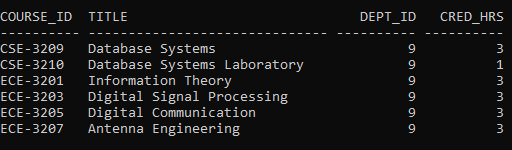 COURSE_ID  TITLE                             DEPT_ID   CRED_HRS
---------- ------------------------------ ---------- ----------
CSE-3209   Database Systems                        9          3
CSE-3210   Database Systems Laboratory             9          1
ECE-3201   Information Theory                      9          3
ECE-3203   Digital Signal Processing               9          3
ECE-3205   Digital Communication                   9          3
ECE-3207   Antenna Engineering                     9          3